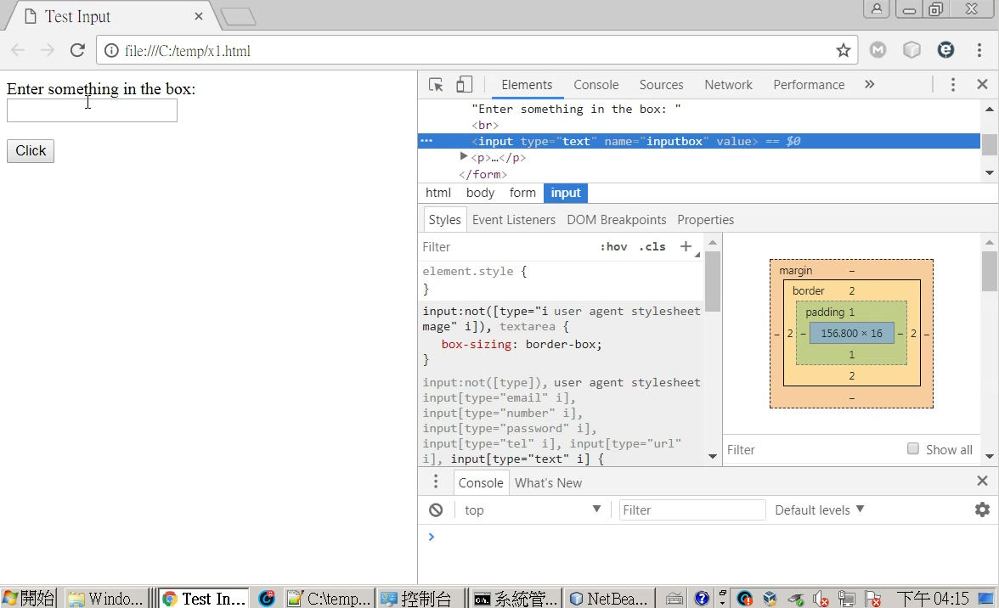 Test Input
file:///C:/temp/x1.html
Enter something in the box:
Click
Elements Console Sources Network Performance »
"Enter something in the box: "
<br>
<input type="text" name="inputbox" value> == $0
<p>…</p>
</form>
html body form input
Styles Event Listeners DOM Breakpoints Properties
Filter :hov .cls +
element.style {
}
input:not([type="i user agent stylesheet
mage" i]), textarea {
box-sizing: border-box;
}
input:not([type]), user agent stylesheet
input[type="email" i],
input[type="number" i],
input[type="password" i],
input[type="tel" i], input[type="url"
i], input[type="text" i] {
margin –
border 2
padding 1
– 2 – 156.800 × 16 – 2 –
1
2
–
Filter Show all
Console What's New
top Filter Default levels
開始 Windo... Test In... C:\temp... 控制台 系統管... NetBea... 下午 04:15